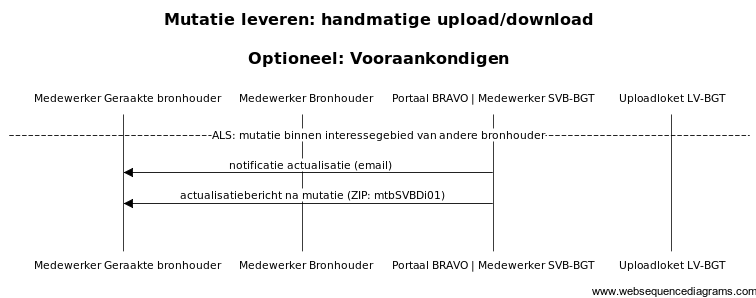 Mutatie leveren: handmatige upload/download
Optioneel: Vooraankondigen
Medewerker Geraakte bronhouder Medewerker Bronhouder Portaal BRAVO | Medewerker SVB-BGT Uploadloket LV-BGT
ALS: mutatie binnen interessegebied van andere bronhouder
notificatie actualisatie (email)
actualisatiebericht na mutatie (ZIP: mtbSVBDi01)
Medewerker Geraakte bronhouder Medewerker Bronhouder Portaal BRAVO | Medewerker SVB-BGT Uploadloket LV-BGT
www.websequencediagrams.com